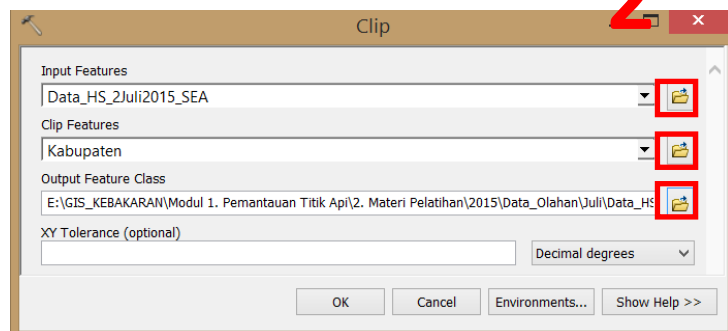 2
Clip
Input Features
Data_HS_2Juli2015_SEA
Clip Features
Kabupaten
Output Feature Class
E:\GIS_KEBAKARAN\Modul 1. Pemantauan Titik Api\2. Materi Pelatihan\2015\Data_Olahan\Juli\Data_HS
XY Tolerance (optional)
Decimal degrees
OK Cancel Environments... Show Help >>